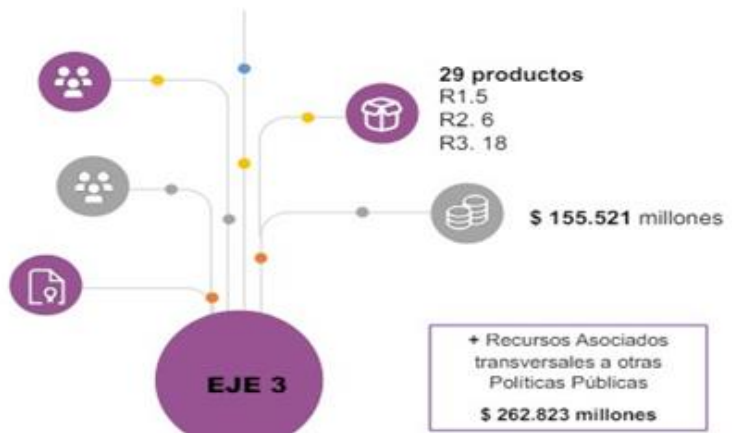 29 productos
R1.5
R2. 6
R3. 18
$ 155.521 millones
EJE 3
+ Recursos Asociados
transversales a otras
Políticas Públicas
$ 262.823 millones